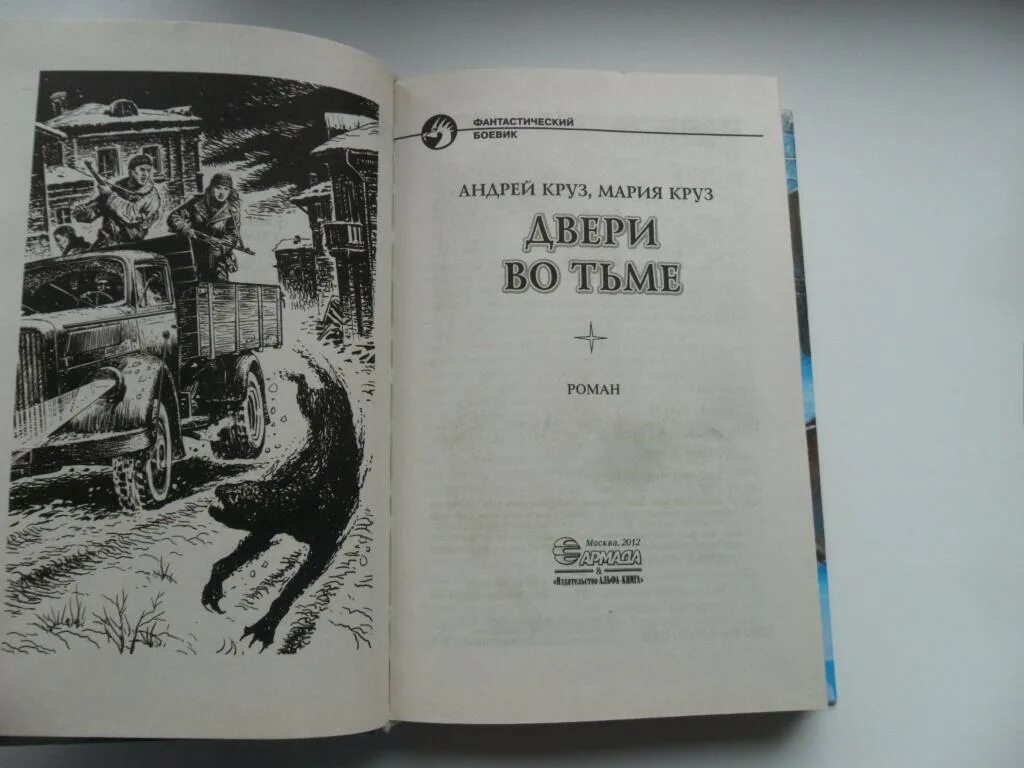 ФАНТАСТИЧЕСКИЙ
БОЕВИК
АНДРЕЙ КРУЗ, МАРИЯ КРУЗ
ДВЕРИ
ВО ТЬМЕ
РОМАН
Москва, 2012
АРМАДА
&
«Издательство АЛЬФА-КНИГА»